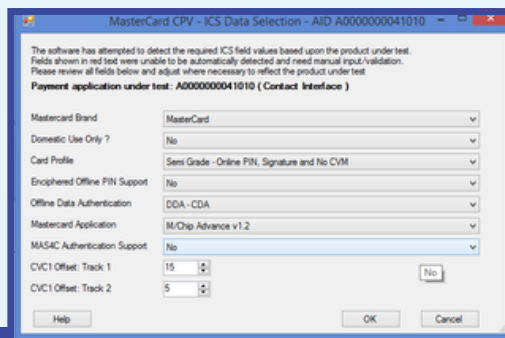 MasterCard CPV - ICS Data Selection - AID A0000000041010
The software has attempted to detect the required ICS field values based upon the product under test.
Fields shown in red text were unable to be automatically detected and need manual input/validation.
Please review all fields below and adjust where necessary to reflect the product under test
Payment application under test: A0000000041010 ( Contact Interface )
Mastercard Brand MasterCard
Domestic Use Only ? No
Card Profile Semi Grade - Online PIN, Signature and No CVM
Enciphered Offline PIN Support No
Offline Data Authentication DDA - CDA
Mastercard Application M/Chip Advance v1.2
MAS4C Authentication Support No
CVC1 Offset: Track 1 15
No
CVC1 Offset: Track 2 5
Help OK Cancel